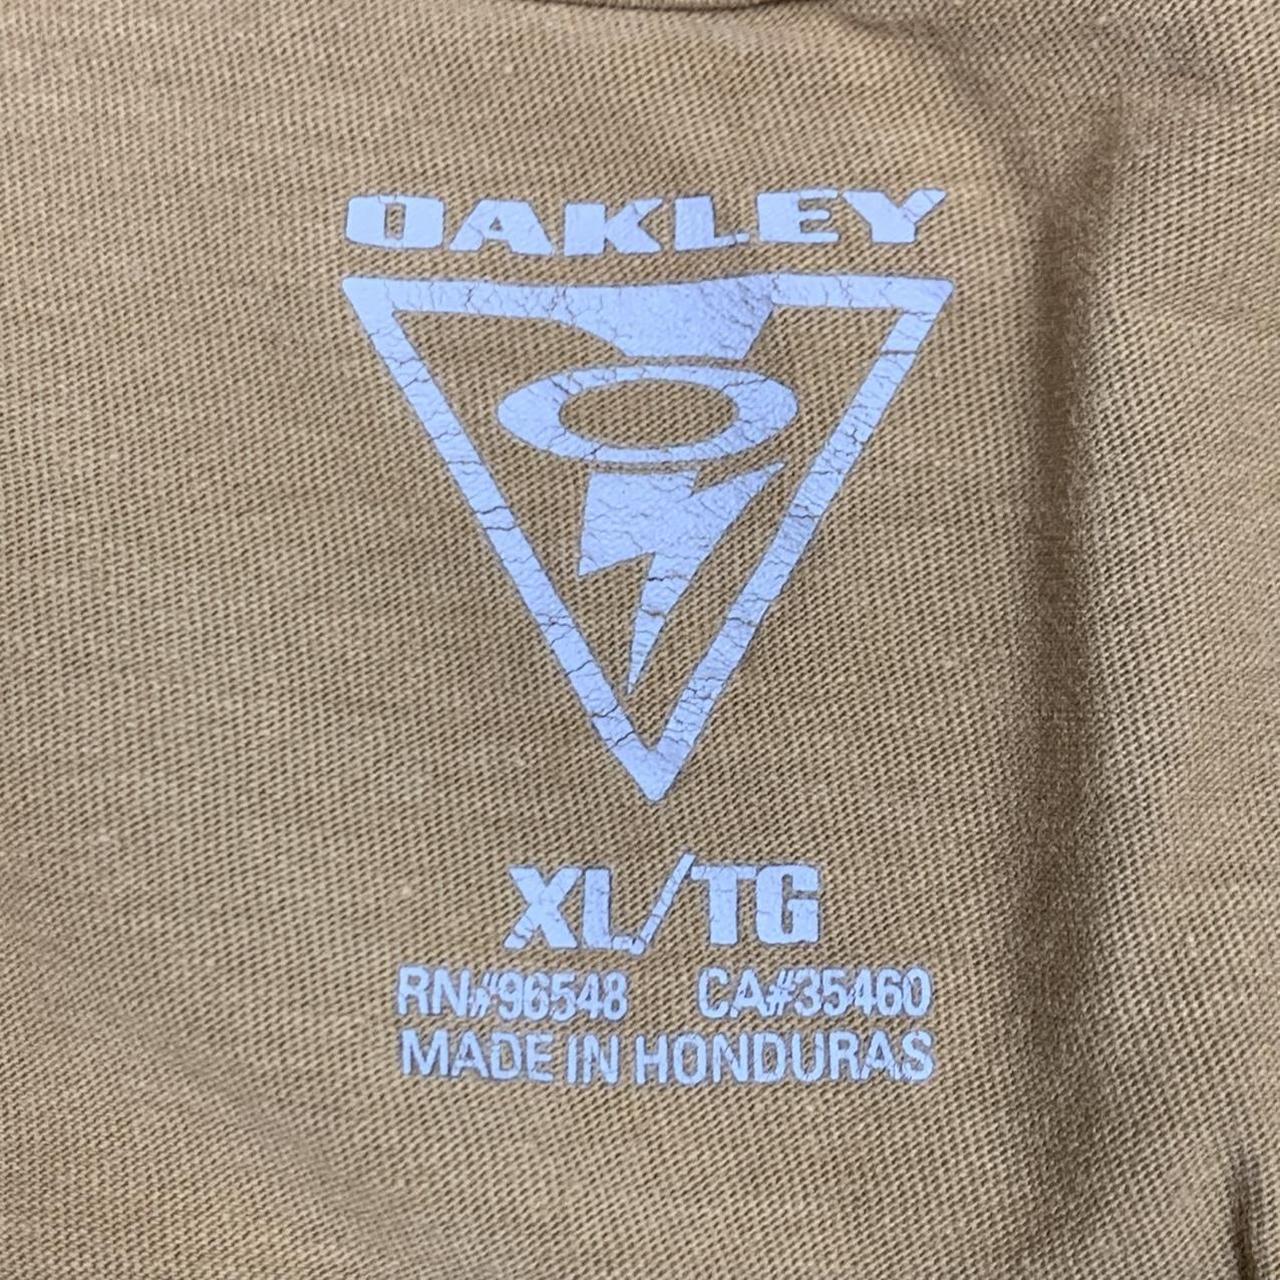 OAKLEY
XL/TG
RN#96548 CA#35460
MADE IN HONDURAS